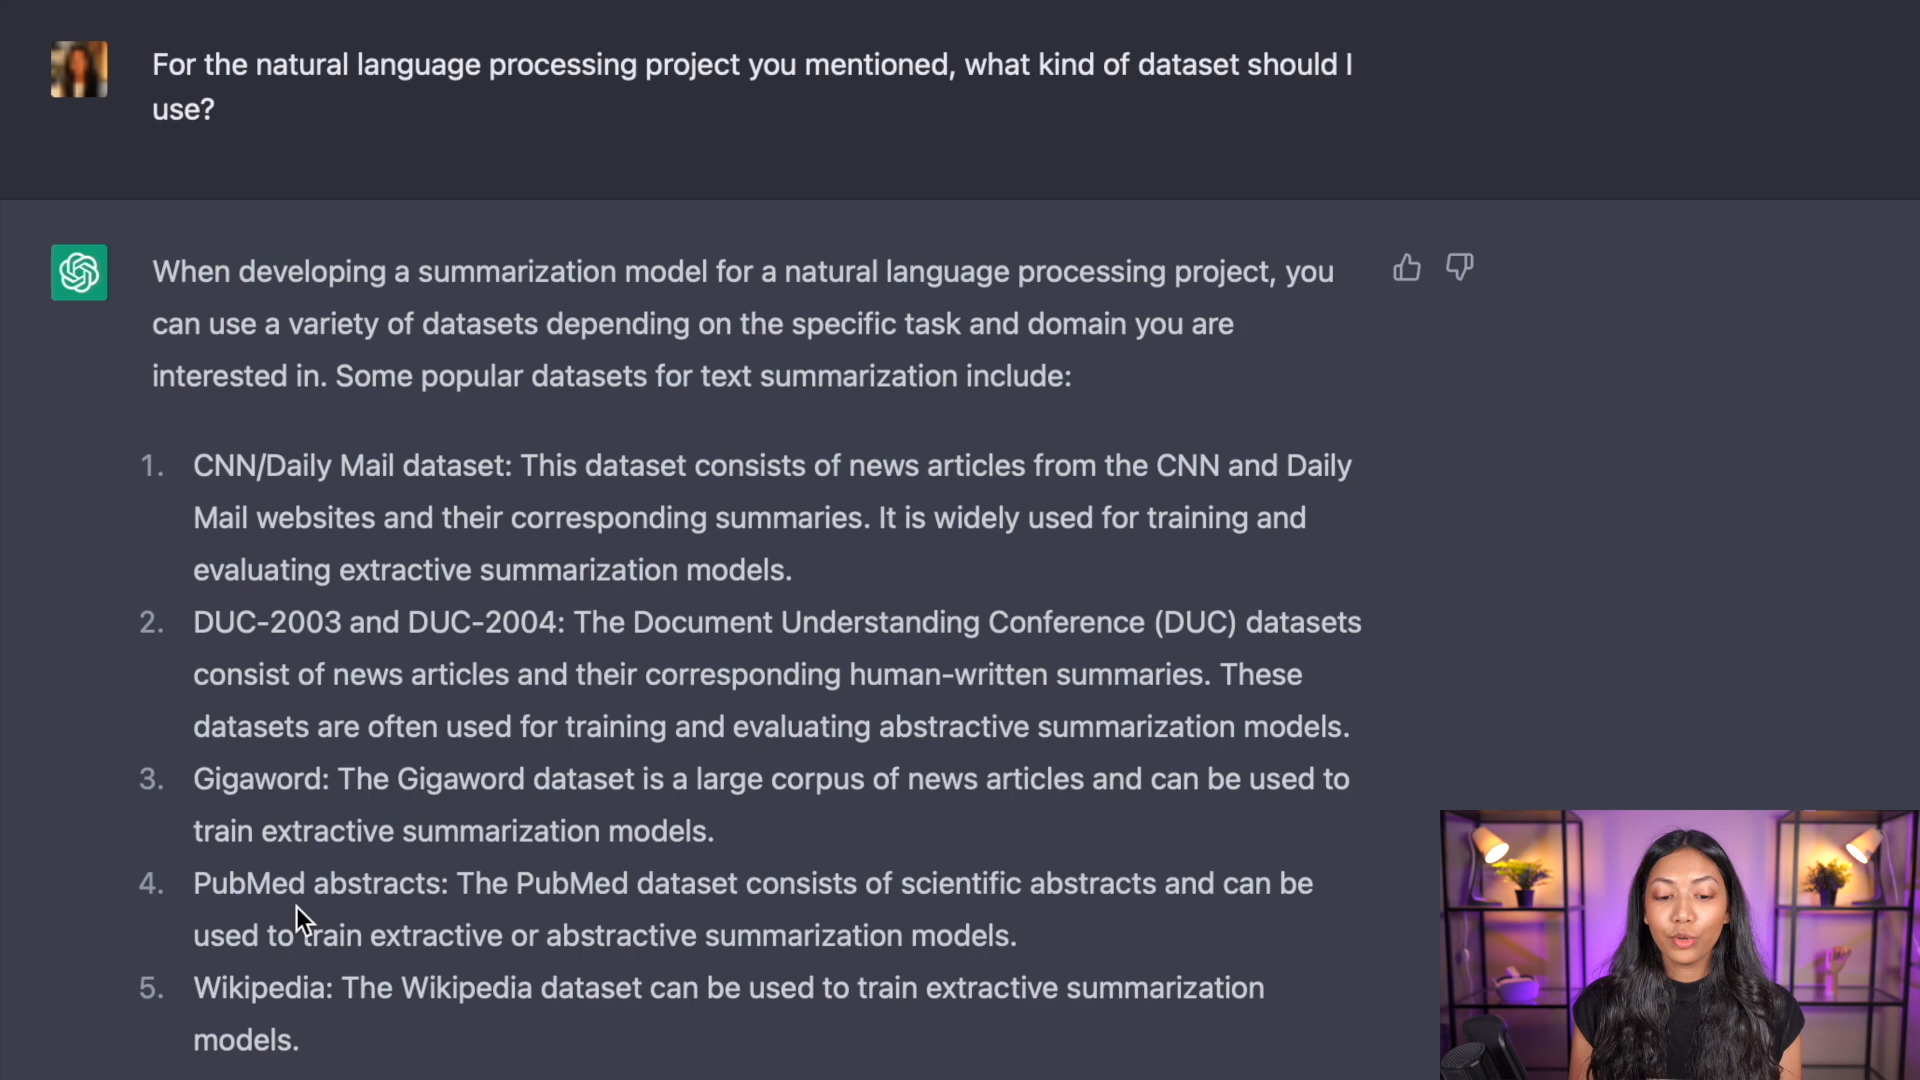 For the natural language processing project you mentioned, what kind of dataset should I
use?
When developing a summarization model for a natural language processing project, you
can use a variety of datasets depending on the specific task and domain you are
interested in. Some popular datasets for text summarization include:
1. CNN/Daily Mail dataset: This dataset consists of news articles from the CNN and Daily
Mail websites and their corresponding summaries. It is widely used for training and
evaluating extractive summarization models.
2. DUC-2003 and DUC-2004: The Document Understanding Conference (DUC) datasets
consist of news articles and their corresponding human-written summaries. These
datasets are often used for training and evaluating abstractive summarization models.
3. Gigaword: The Gigaword dataset is a large corpus of news articles and can be used to
train extractive summarization models.
4. PubMed abstracts: The PubMed dataset consists of scientific abstracts and can be
used to train extractive or abstractive summarization models.
5. Wikipedia: The Wikipedia dataset can be used to train extractive summarization
models.